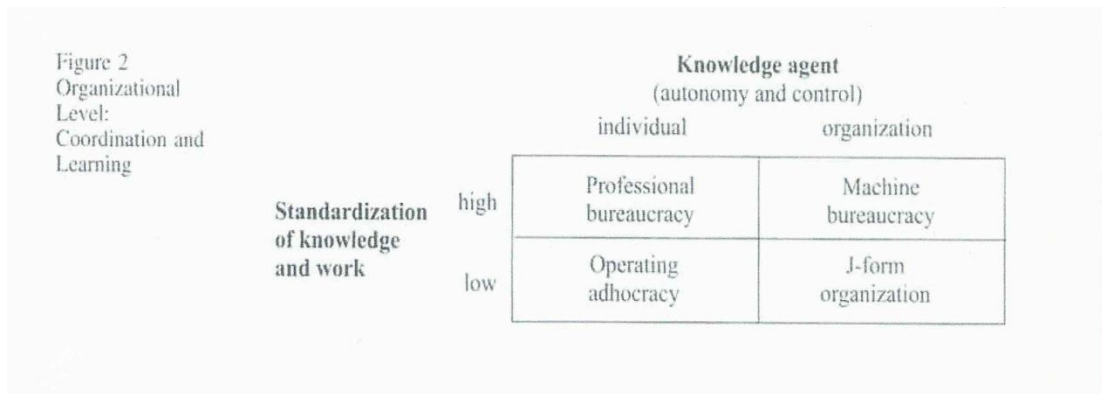 Figure 2
Organizational
Level:
Coordination and
Learning
Knowledge agent
(autonomy and control)
individual organization
Standardization
of knowledge
and work
high
Professional
bureaucracy
Machine
bureaucracy
low
Operating
adhocracy
J-form
organization